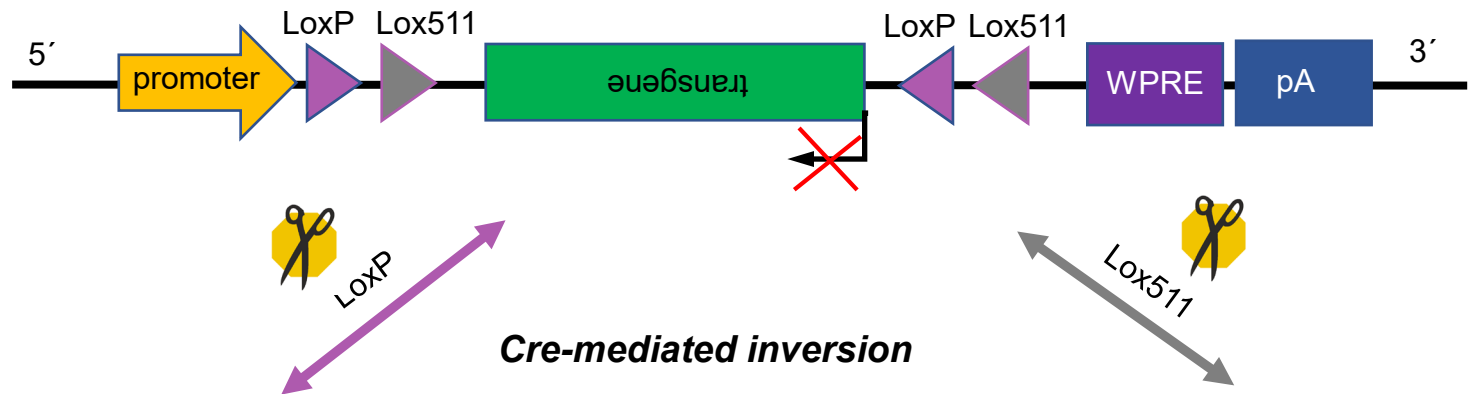 LoxP Lox511 LoxP Lox511
5´ promoter transgene WPRE pA 3´
LoxP Lox511
Cre-mediated inversion